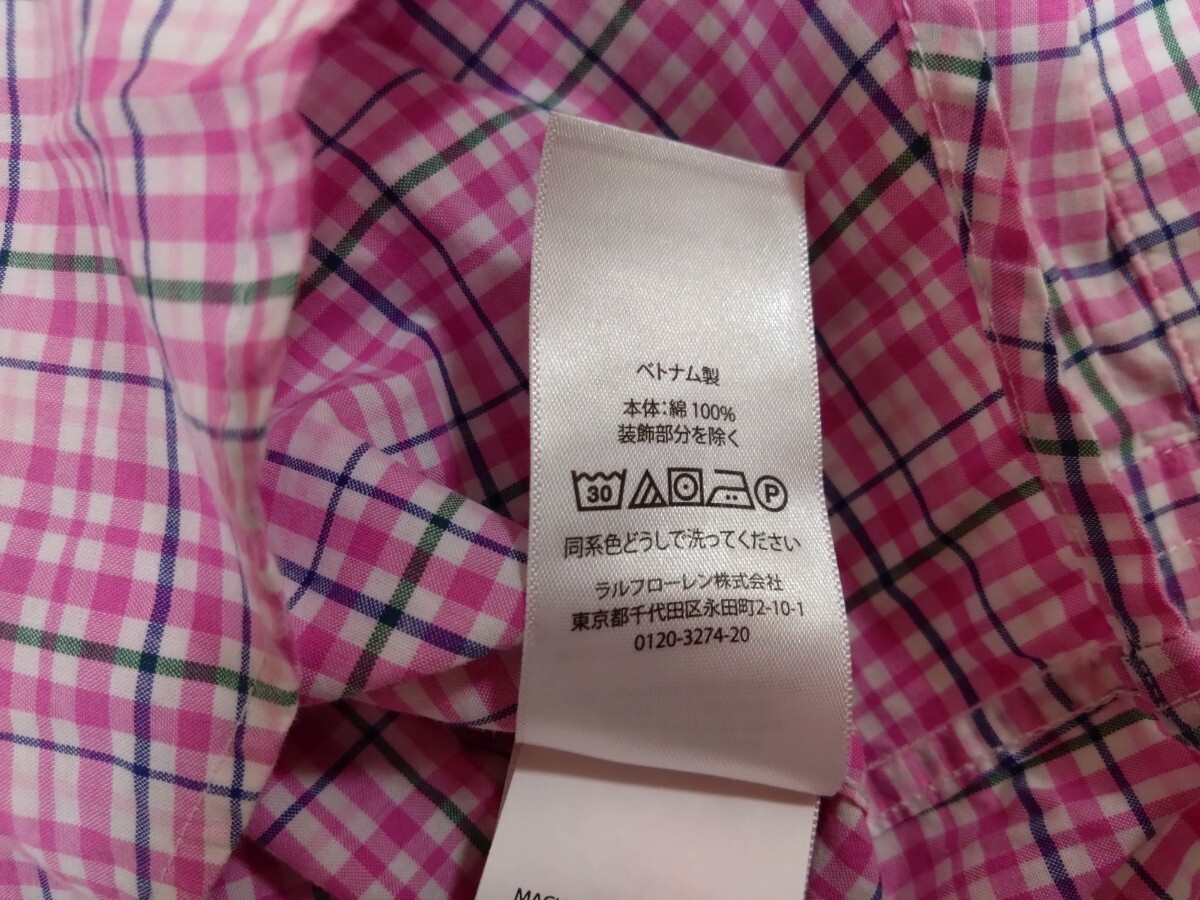 ベトナム製
本体:綿 100%
装飾部分を除く
30 P
同系色どうしで洗ってください
ラルフローレン株式会社
東京都千代田区永田町2-10-1
0120-3274-20